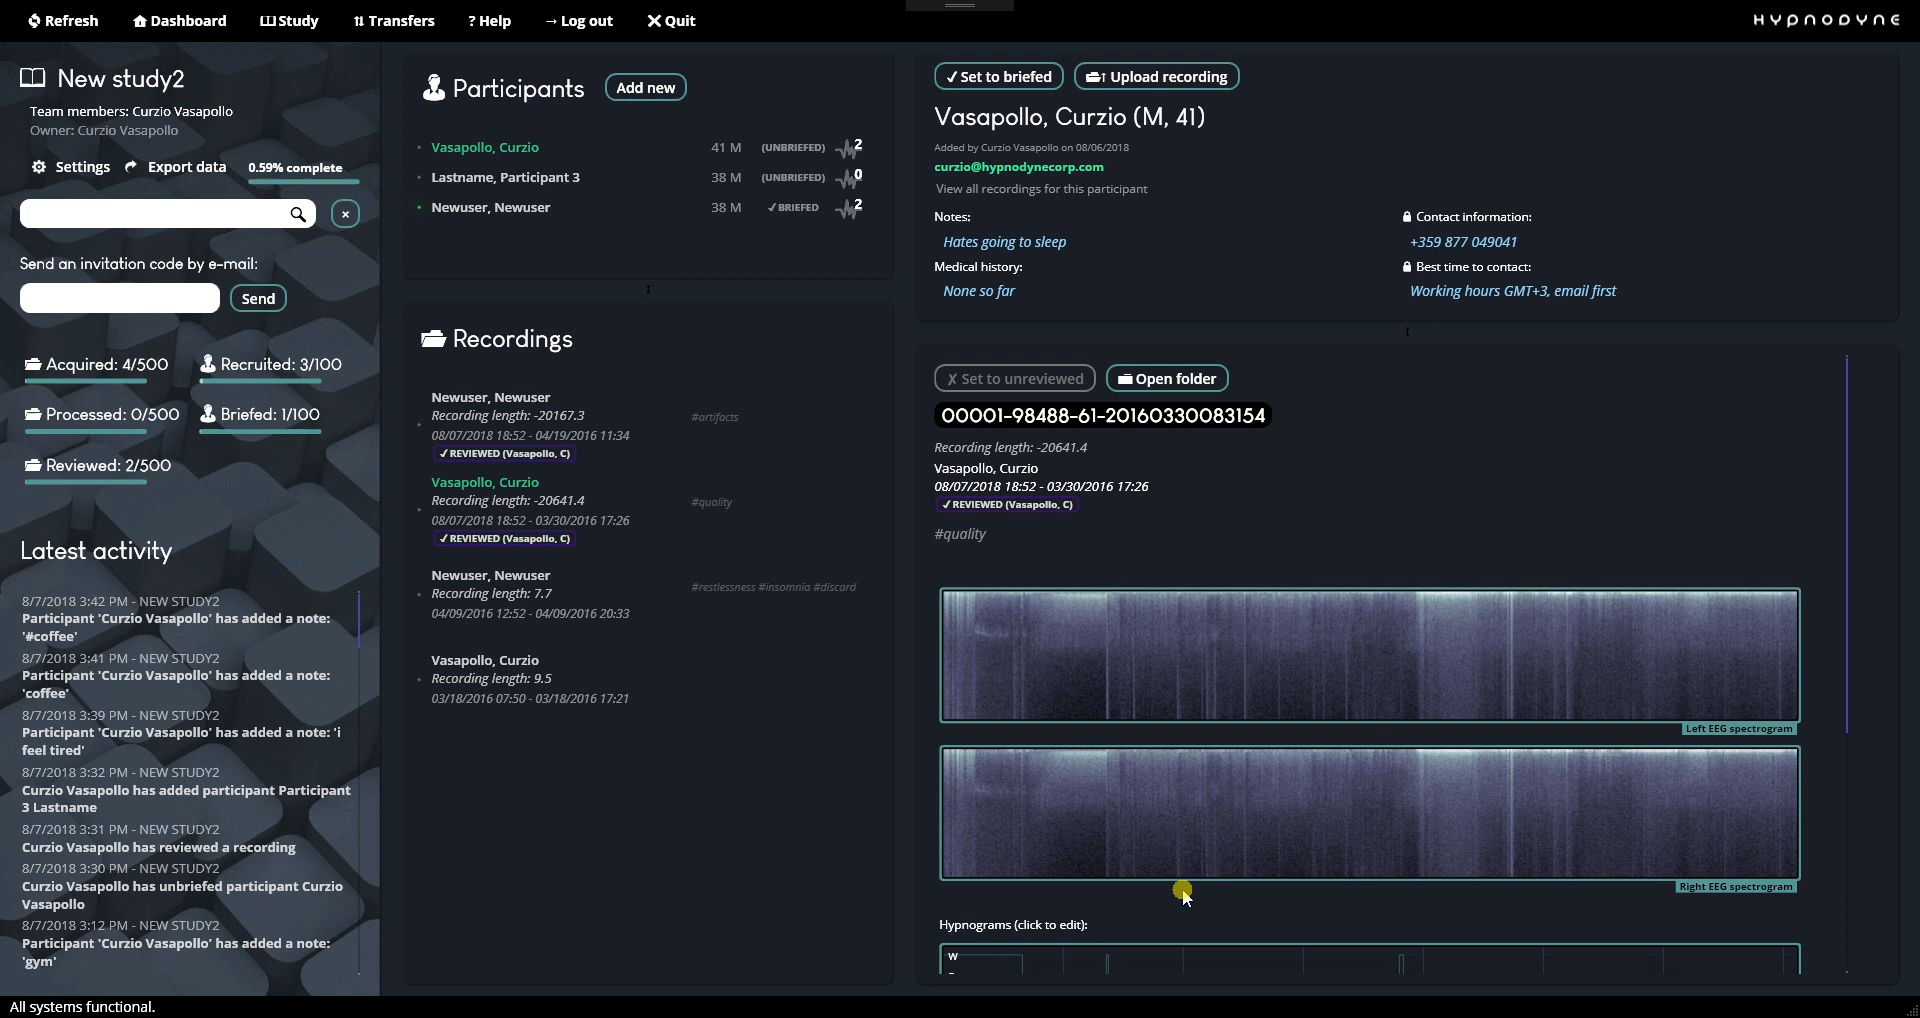 Refresh Dashboard Study Transfers ? Help → Log out Quit
HYPNODYNE
New study2
Team members: Curzio Vasapollo
Owner: Curzio Vasapollo
Settings Export data 0.59% complete
×
Send an invitation code by e-mail:
Send
Acquired: 4/500 Recruited: 3/100
Processed: 0/500 Briefed: 1/100
Reviewed: 2/500
Latest activity
8/7/2018 3:42 PM - NEW STUDY2
Participant 'Curzio Vasapollo' has added a note:
'#coffee'
8/7/2018 3:41 PM - NEW STUDY2
Participant 'Curzio Vasapollo' has added a note:
'coffee'
8/7/2018 3:39 PM - NEW STUDY2
Participant 'Curzio Vasapollo' has added a note: 'i
feel tired'
8/7/2018 3:32 PM - NEW STUDY2
Curzio Vasapollo has added participant Participant
3 Lastname
8/7/2018 3:31 PM - NEW STUDY2
Curzio Vasapollo has reviewed a recording
8/7/2018 3:30 PM - NEW STUDY2
Curzio Vasapollo has unbriefed participant Curzio
Vasapollo
8/7/2018 3:12 PM - NEW STUDY2
Participant 'Curzio Vasapollo' has added a note:
'gym'
Participants Add new
Vasapollo, Curzio 41 M (UNBRIEFED) 2
Lastname, Participant 3 38 M (UNBRIEFED) 0
Newuser, Newuser 38 M ✓BRIEFED 2
Recordings
Newuser, Newuser
Recording length: -20167.3 #artifacts
08/07/2018 18:52 - 04/19/2016 11:34
✓REVIEWED (Vasapollo, C)
Vasapollo, Curzio
Recording length: -20641.4 #quality
08/07/2018 18:52 - 03/30/2016 17:26
✓REVIEWED (Vasapollo, C)
Newuser, Newuser
Recording length: 7.7 #restlessness #insomnia #discard
04/09/2016 12:52 - 04/09/2016 20:33
Vasapollo, Curzio
Recording length: 9.5
03/18/2016 07:50 - 03/18/2016 17:21
✓Set to briefed Upload recording
Vasapollo, Curzio (M, 41)
Added by Curzio Vasapollo on 08/06/2018
curzio@hypnodynecorp.com
View all recordings for this participant
Notes: Contact information:
Hates going to sleep +359 877 049041
Medical history: Best time to contact:
None so far Working hours GMT+3, email first
✗ Set to unreviewed Open folder
00001-98488-61-20160330083154
Recording length: -20641.4
Vasapollo, Curzio
08/07/2018 18:52 - 03/30/2016 17:26
✓REVIEWED (Vasapollo, C)
#quality
Left EEG spectrogram
Right EEG spectrogram
Hypnograms (click to edit):
W
All systems functional.